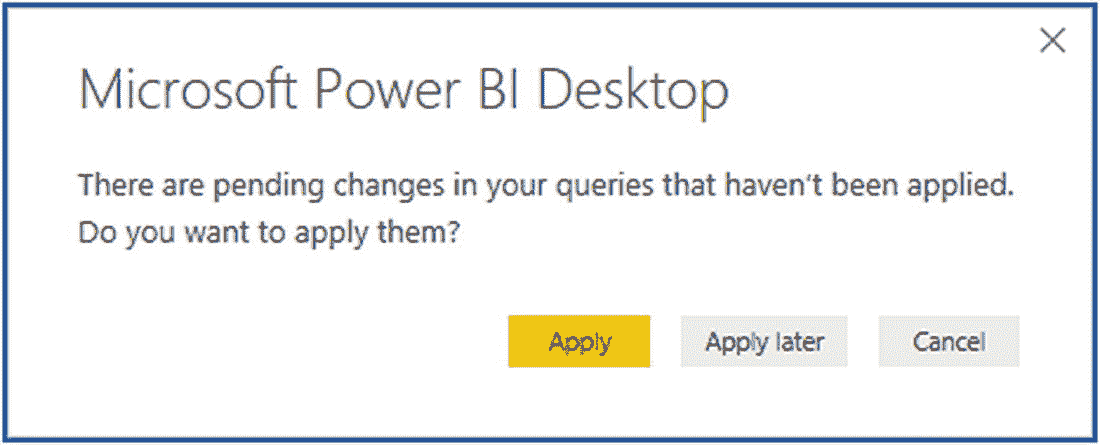 Microsoft Power BI Desktop
There are pending changes in your queries that haven't been applied.
Do you want to apply them?
Apply Apply later Cancel